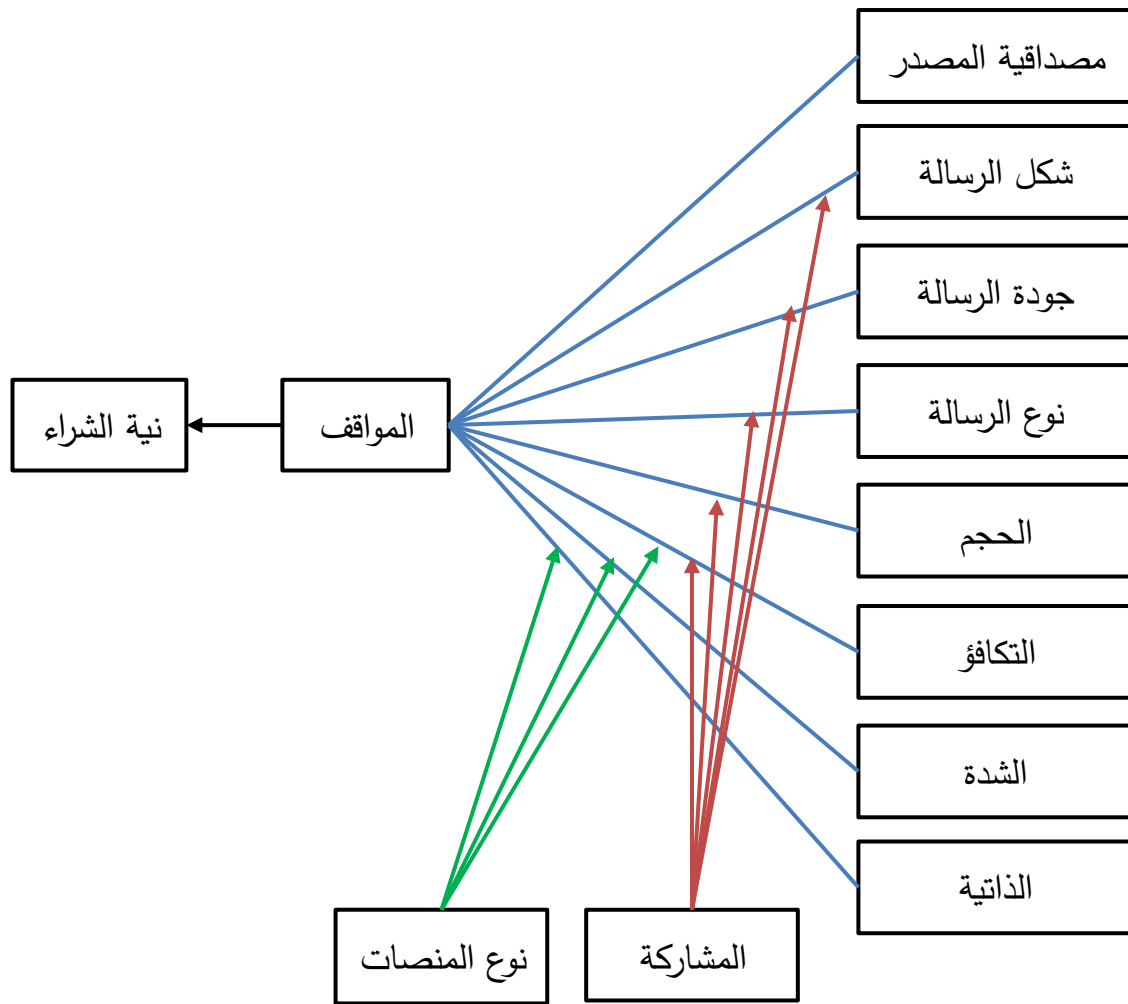 مصداقية المصدر
شكل الرسالة
جودة الرسالة
نوع الرسالة
الحجم
التكافؤ
الشدة
الذاتية
المواقف
نية الشراء
المشاركة
نوع المنصات